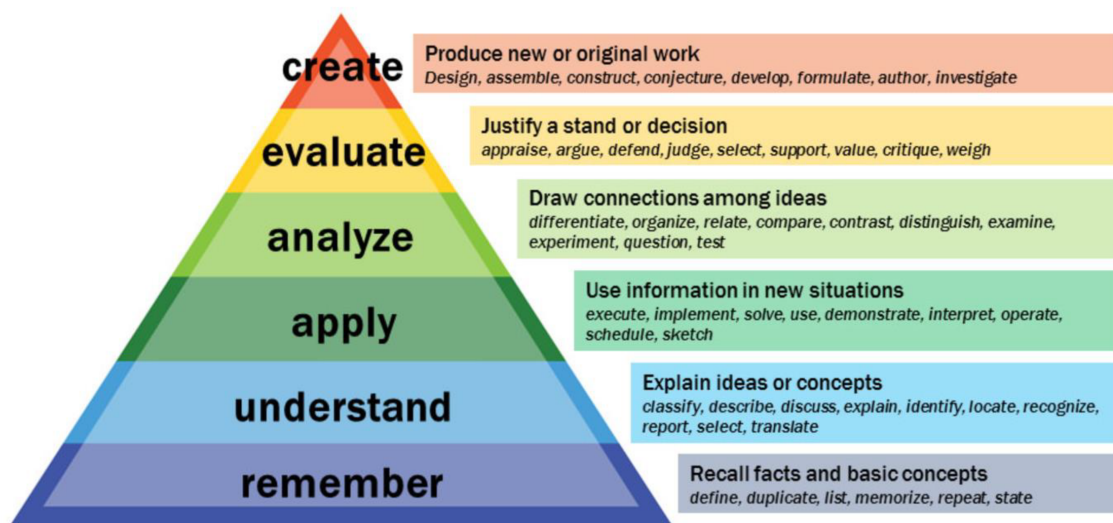 create
Produce new or original work
Design, assemble, construct, conjecture, develop, formulate, author, investigate
evaluate
Justify a stand or decision
appraise, argue, defend, judge, select, support, value, critique, weigh
analyze
Draw connections among ideas
differentiate, organize, relate, compare, contrast, distinguish, examine,
experiment, question, test
apply
Use information in new situations
execute, implement, solve, use, demonstrate, interpret, operate,
schedule, sketch
understand
Explain ideas or concepts
classify, describe, discuss, explain, identify, locate, recognize,
report, select, translate
remember
Recall facts and basic concepts
define, duplicate, list, memorize, repeat, state